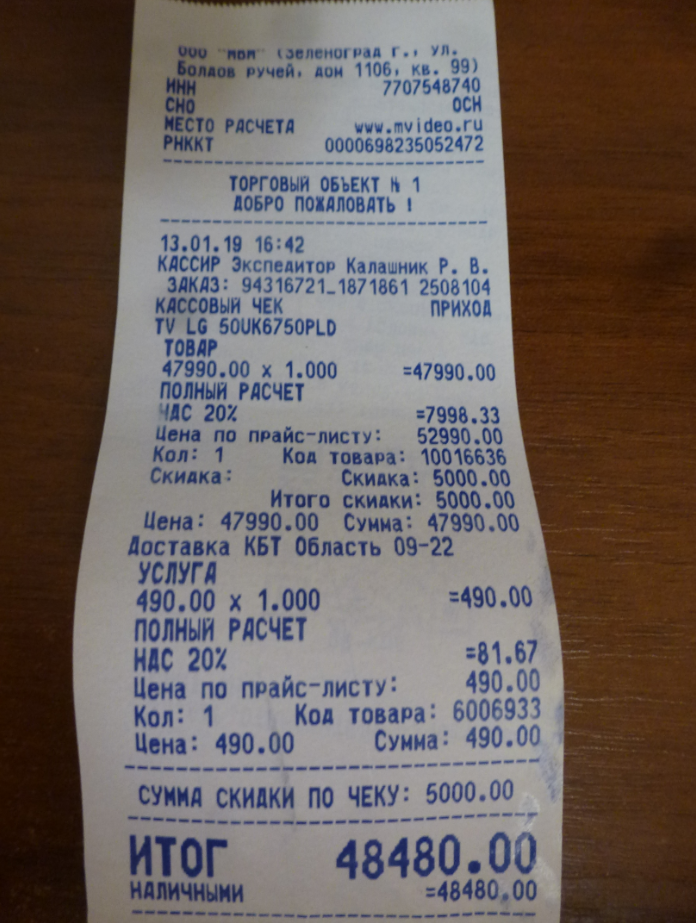 ООО "МВМ" (Зеленоград г., ул.
Болдов ручей, дом 1106, кв. 99)
ИНН 7707548740
СНО ОСН
МЕСТО РАСЧЕТА www.mvideo.ru
РНККТ 0000698235052472
ТОРГОВЫЙ ОБЪЕКТ № 1
ДОБРО ПОЖАЛОВАТЬ !
13.01.19 16:42
КАССИР Экспедитор Калашник Р. В.
ЗАКАЗ: 94316721_1871861 2508104
КАССОВЫЙ ЧЕК ПРИХОД
TV LG 50UK6750PLD
ТОВАР
47990.00 x 1.000 =47990.00
ПОЛНЫЙ РАСЧЕТ
НДС 20% =7998.33
Цена по прайс-листу: 52990.00
Кол: 1 Код товара: 10016636
Скидка: Скидка: 5000.00
Итого скидки: 5000.00
Цена: 47990.00 Сумма: 47990.00
Доставка КБТ Область 09-22
УСЛУГА
490.00 x 1.000 =490.00
ПОЛНЫЙ РАСЧЕТ
НДС 20% =81.67
Цена по прайс-листу: 490.00
Кол: 1 Код товара: 6006933
Цена: 490.00 Сумма: 490.00
СУММА СКИДКИ ПО ЧЕКУ: 5000.00
ИТОГ 48480.00
НАЛИЧНЫМИ =48480.00